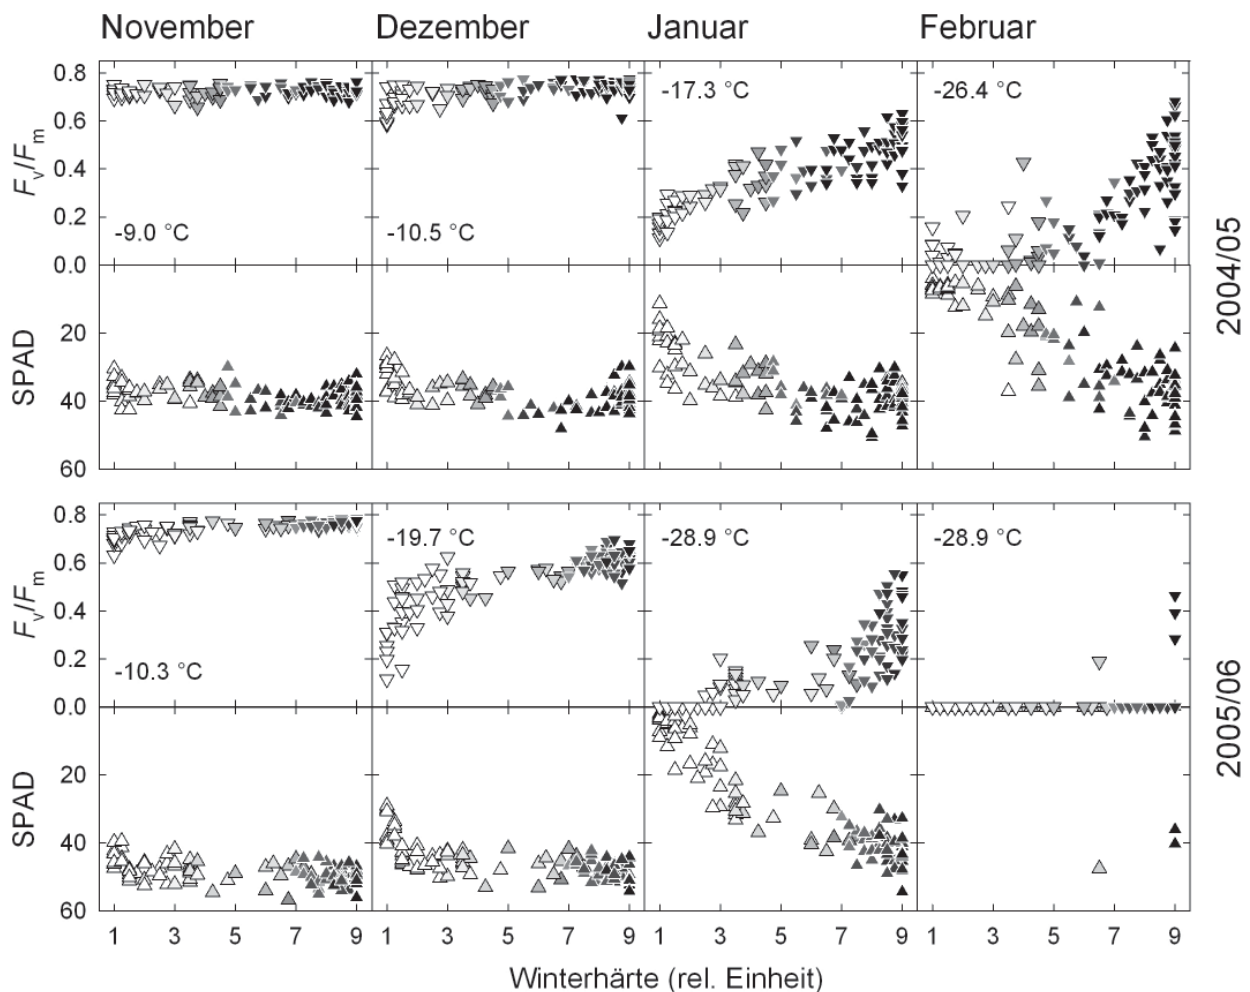 November Dezember Januar Februar
0.8
0.6
0.4
0.2
0.0
Fv/Fm
-9.0 °C
-10.5 °C
-17.3 °C
-26.4 °C
20
40
60
SPAD
2004/05
0.8
0.6
0.4
0.2
0.0
Fv/Fm
-10.3 °C
-19.7 °C
-28.9 °C
-28.9 °C
20
40
60
SPAD
2005/06
1 3 5 7 9 1 3 5 7 9 1 3 5 7 9 1 3 5 7 9
Winterhärte (rel. Einheit)